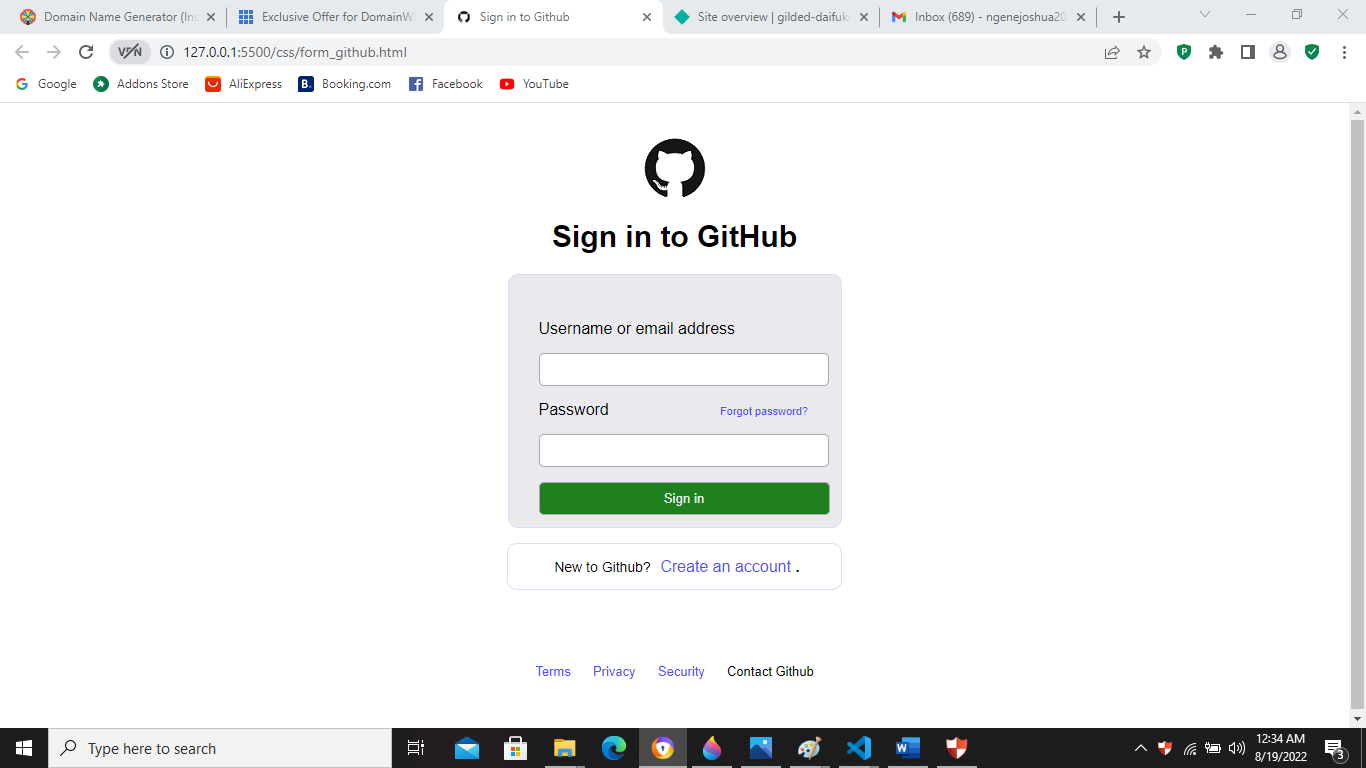 Domain Name Generator (Ins
Exclusive Offer for DomainW
Sign in to Github
Site overview | gilded-daifuk
Inbox (689) - ngenejoshua20
VPN
127.0.0.1:5500/css/form_github.html
Google
Addons Store
AliExpress
B.
Booking.com
Facebook
YouTube
Sign in to GitHub
Username or email address
Password
Forgot password?
Sign in
New to Github? Create an account .
Terms Privacy Security Contact Github
Type here to search
12:34 AM
8/19/2022
3